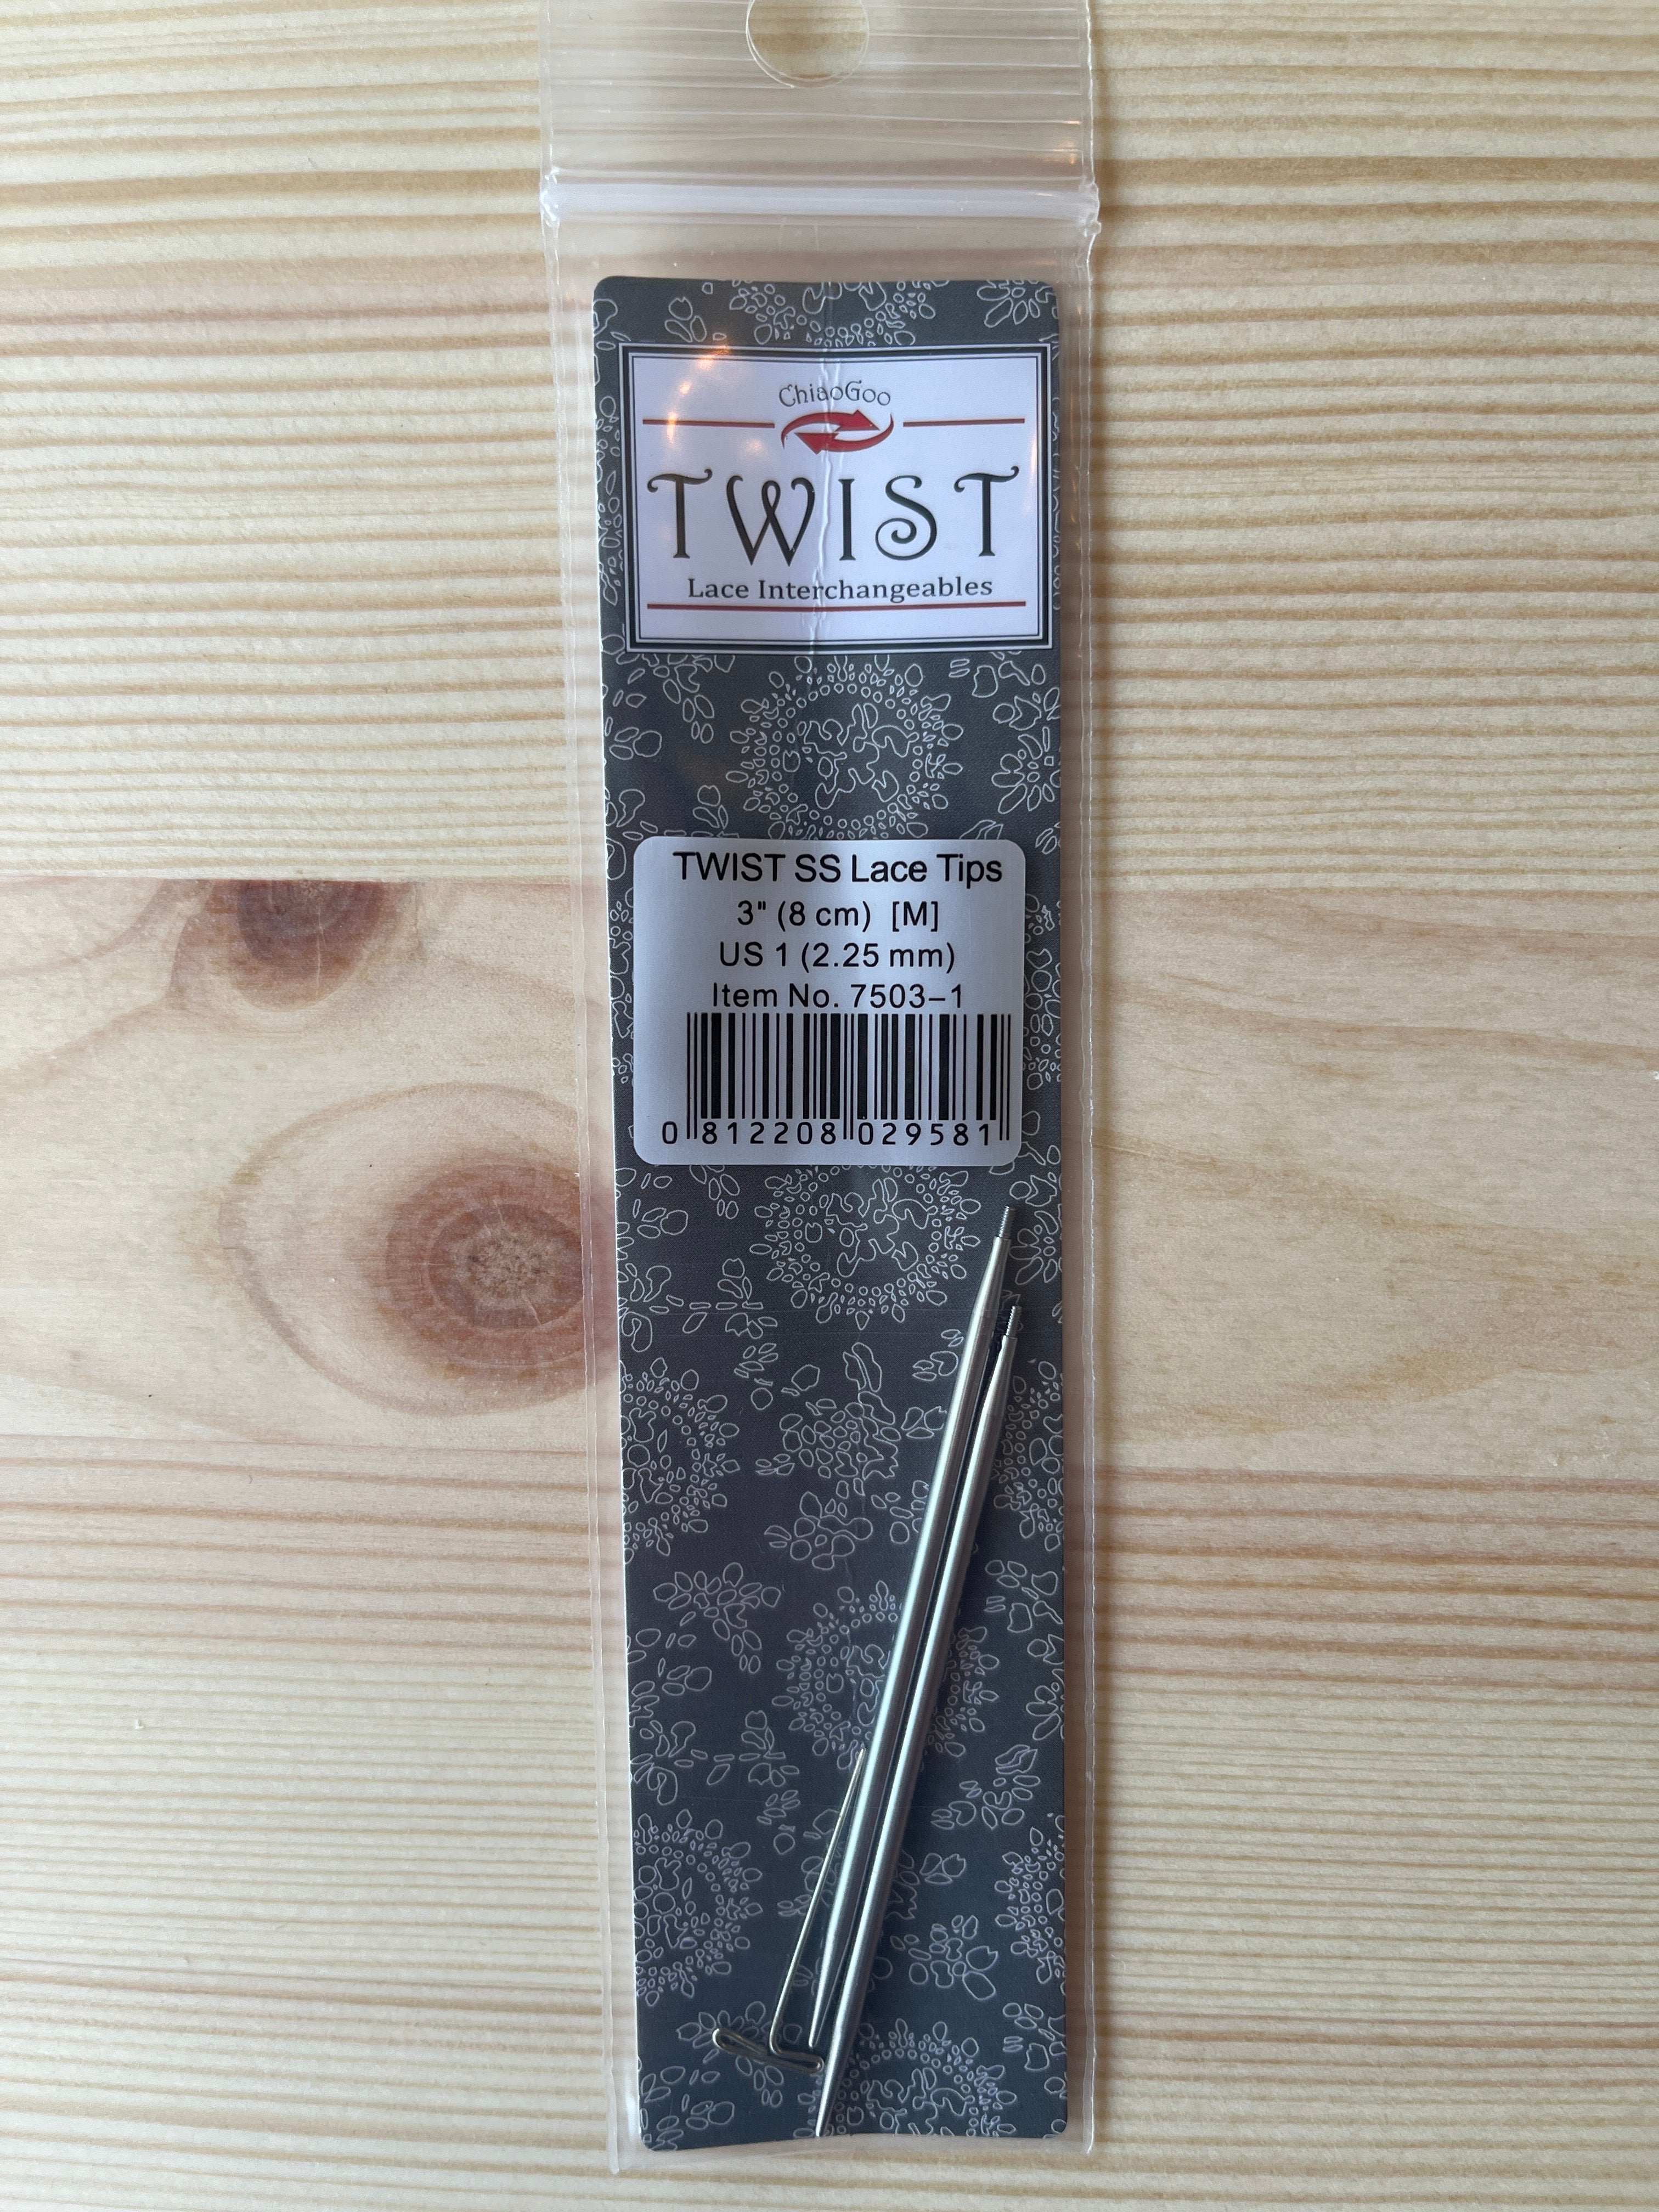 ChiaoGoo
TWIST
Lace Interchangeables
TWIST SS Lace Tips
3" (8 cm) [M]
US 1 (2.25 mm)
Item No. 7503–1
0 812208 029581